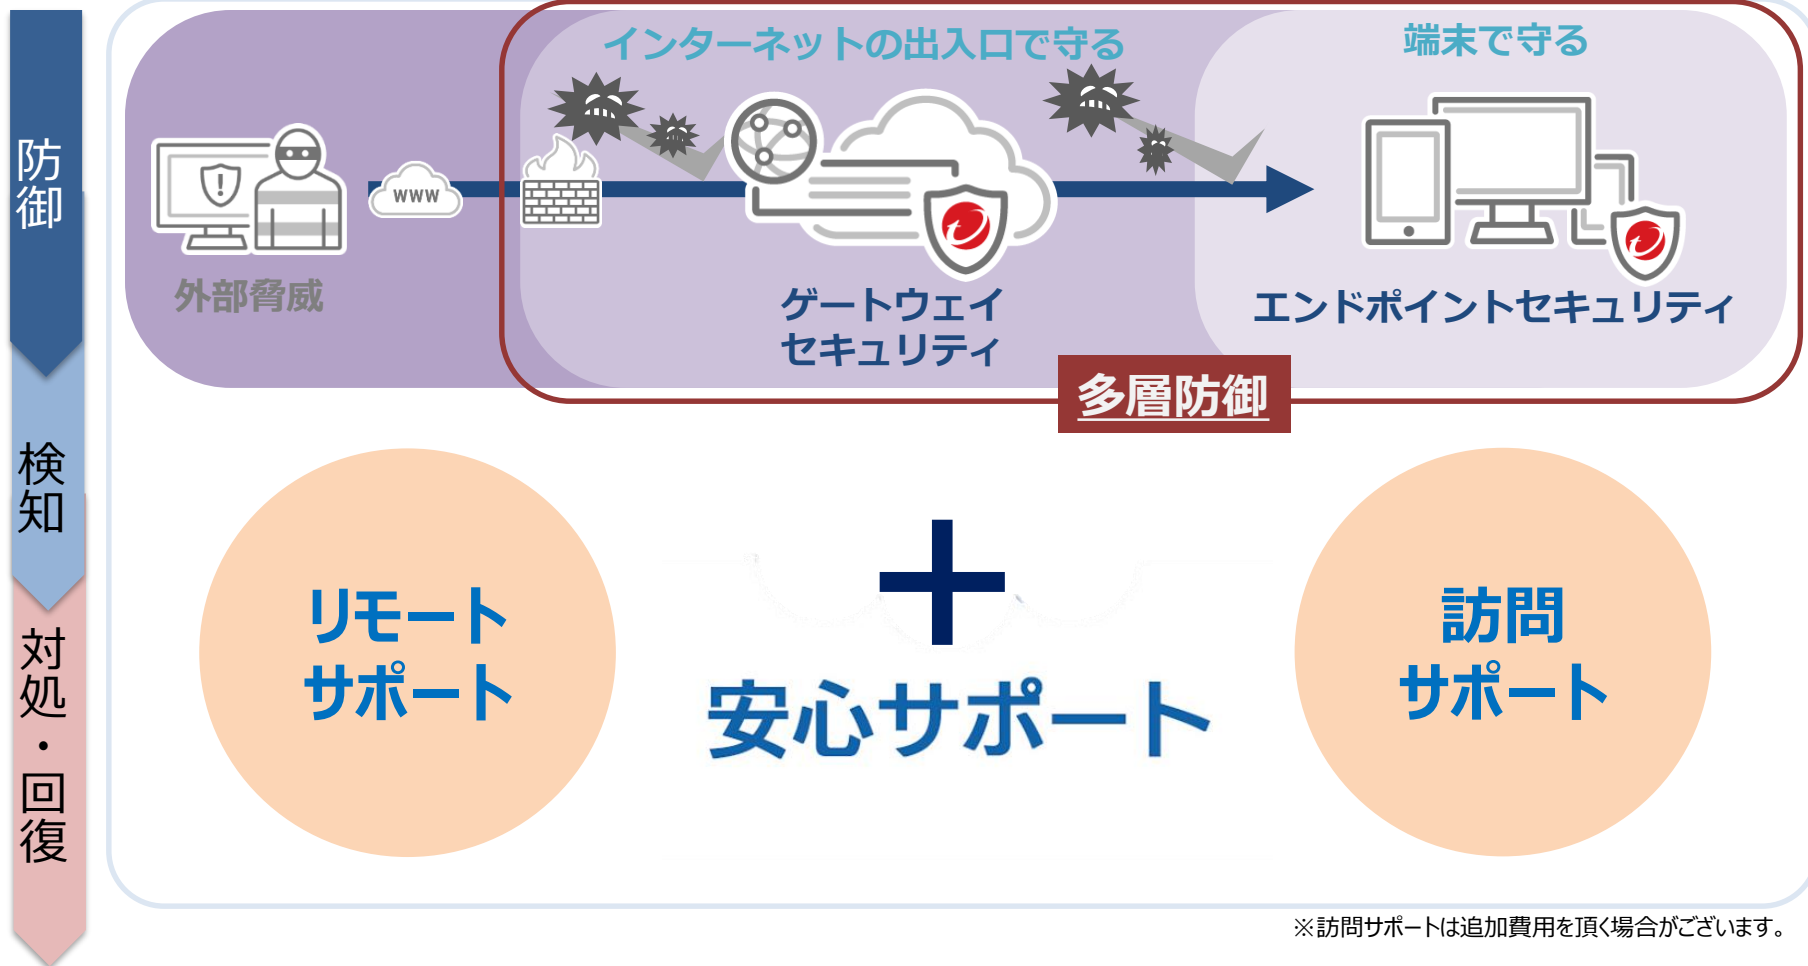 防御
検知
対処・回復
インターネットの出入口で守る
端末で守る
WWW
外部脅威
ゲートウェイ
セキュリティ
エンドポイントセキュリティ
多層防御
リモート
サポート
安心サポート
訪問
サポート
※訪問サポートは追加費用を頂く場合がございます。